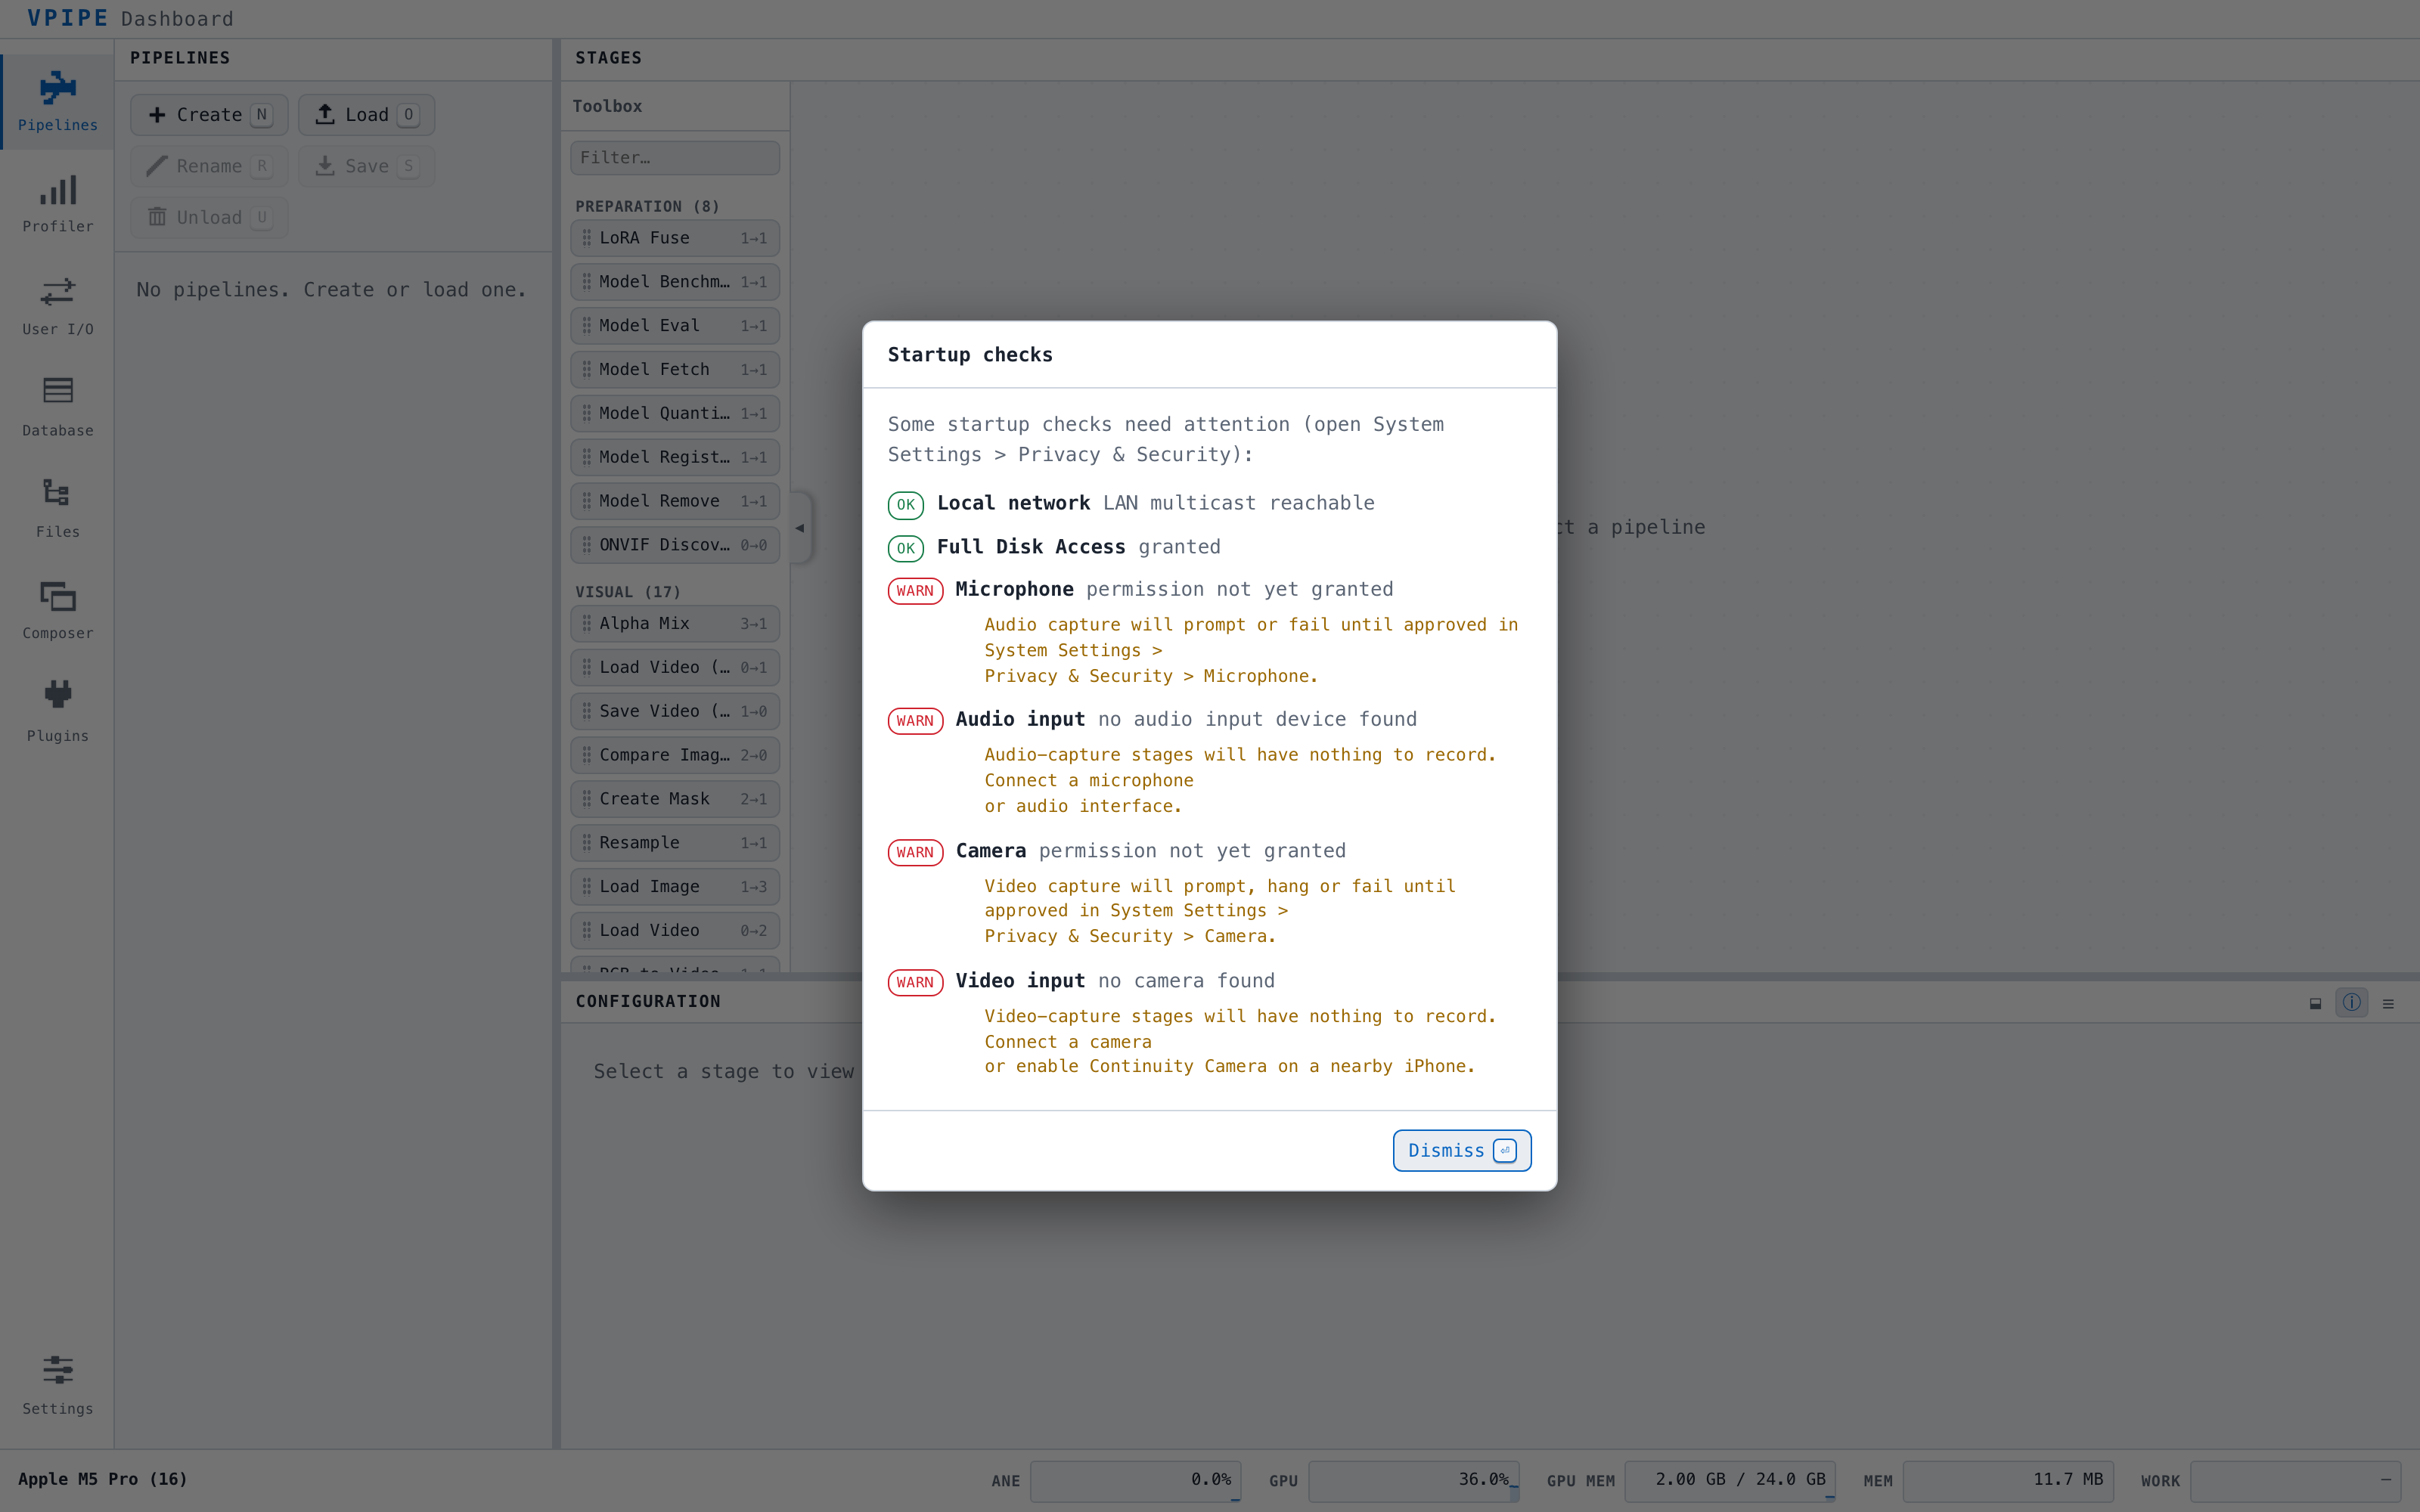 VPIPE Dashboard
Pipelines
Profiler
User I/O
Database
Files
Composer
Plugins
Settings
PIPELINES
Create N
Load O
Rename R
Save S
Unload U
No pipelines. Create or load one.
STAGES
Toolbox
Filter…
PREPARATION (8)
LoRA Fuse 1→1
Model Benchm… 1→1
Model Eval 1→1
Model Fetch 1→1
Model Quanti… 1→1
Model Regist… 1→1
Model Remove 1→1
ONVIF Discov… 0→0
VISUAL (17)
Alpha Mix 3→1
Load Video (… 0→1
Save Video (… 1→0
Compare Imag… 2→0
Create Mask 2→1
Resample 1→1
Load Image 1→3
Load Video 0→2
ct a pipeline
Startup checks
Some startup checks need attention (open System
Settings > Privacy & Security):
OK Local network LAN multicast reachable
OK Full Disk Access granted
WARN Microphone permission not yet granted
Audio capture will prompt or fail until approved in
System Settings >
Privacy & Security > Microphone.
WARN Audio input no audio input device found
Audio-capture stages will have nothing to record.
Connect a microphone
or audio interface.
WARN Camera permission not yet granted
Video capture will prompt, hang or fail until
approved in System Settings >
Privacy & Security > Camera.
WARN Video input no camera found
Video-capture stages will have nothing to record.
Connect a camera
or enable Continuity Camera on a nearby iPhone.
Dismiss ⏎
CONFIGURATION
Select a stage to view
Apple M5 Pro (16)
ANE 0.0%
GPU 36.0%
GPU MEM 2.00 GB / 24.0 GB
MEM 11.7 MB
WORK —